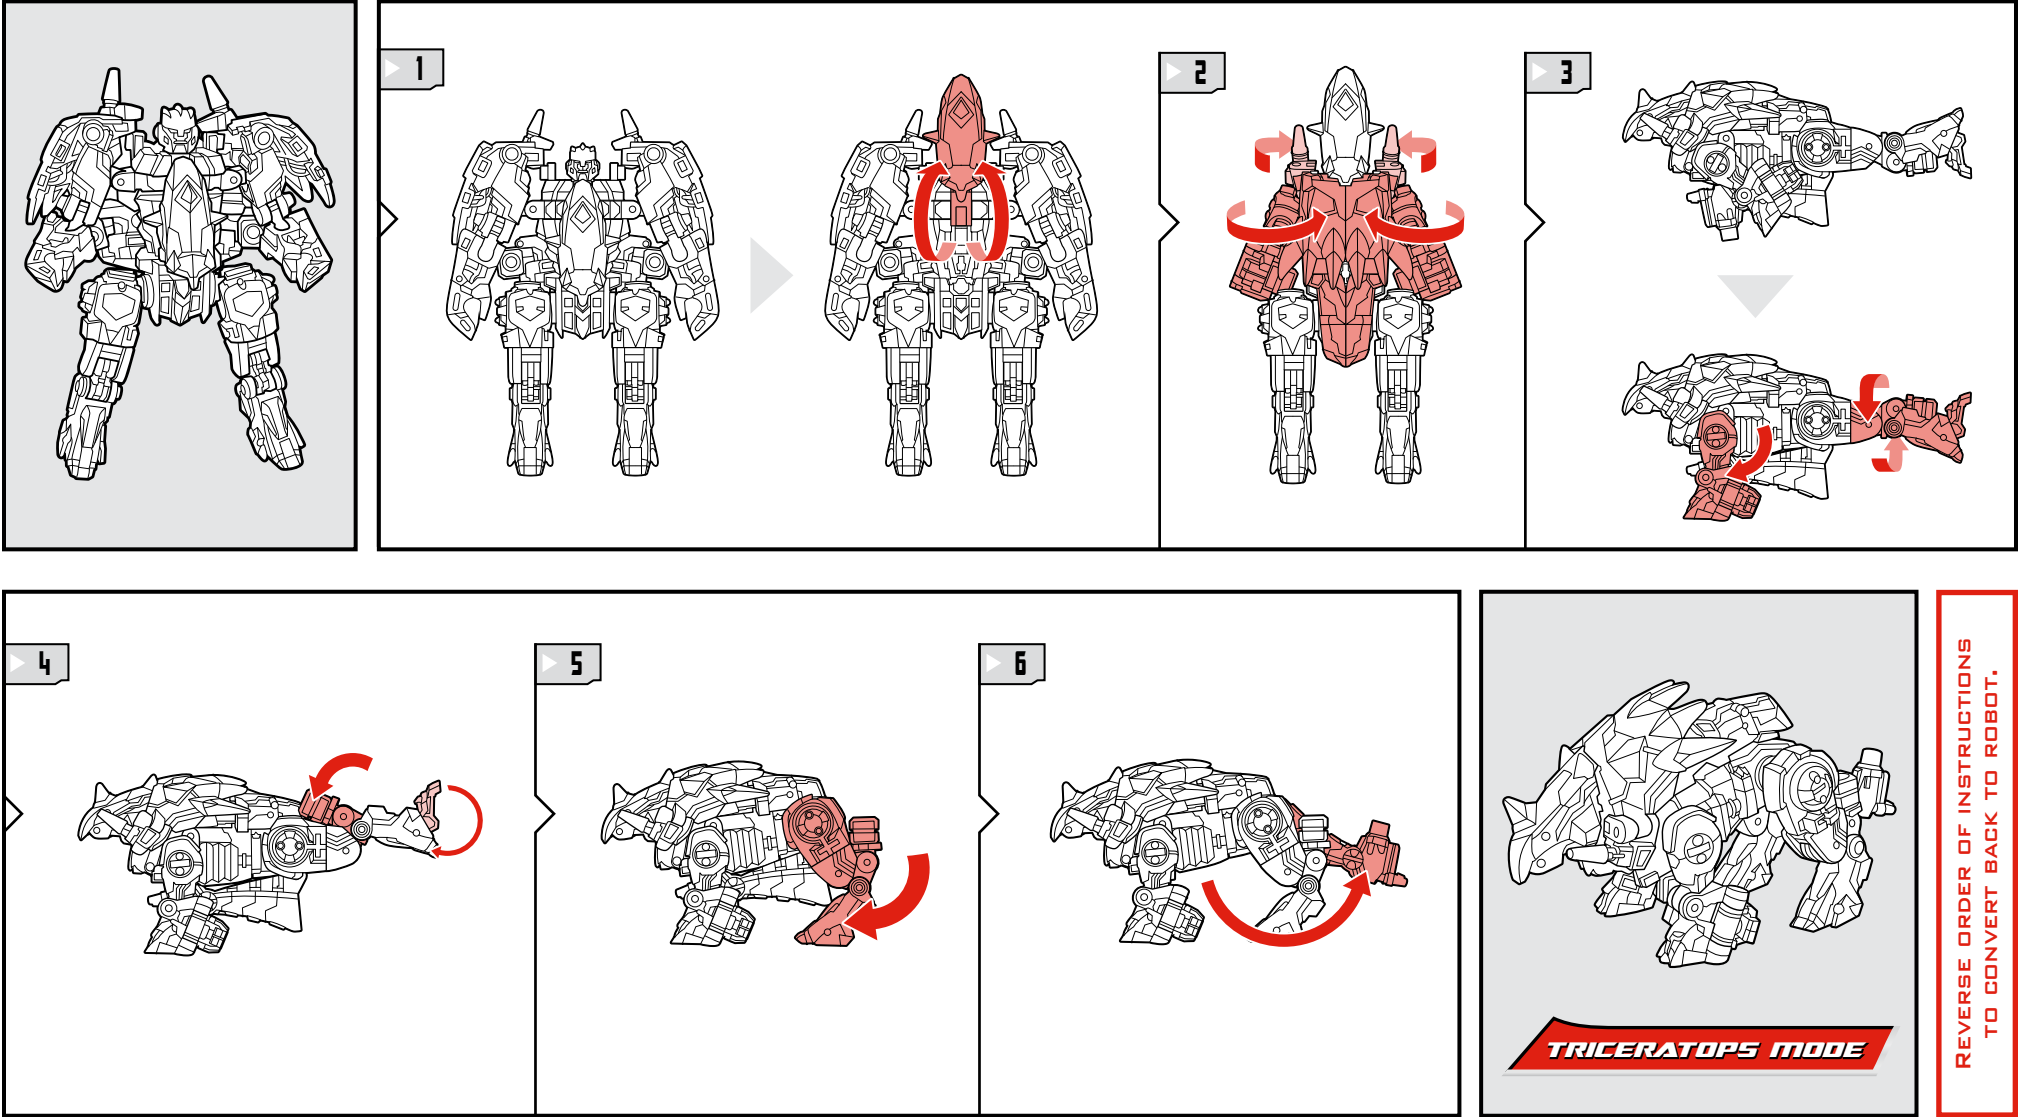 1
2
3
4
5
6
TRICERATOPS MODE
REVERSE ORDER OF INSTRUCTIONS
TO CONVERT BACK TO ROBOT.